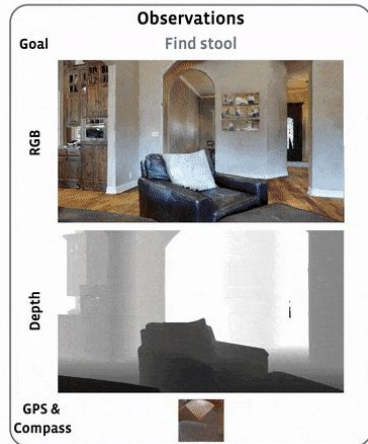 Observations
Goal
Find stool
RGB
Depth
GPS &
Compass